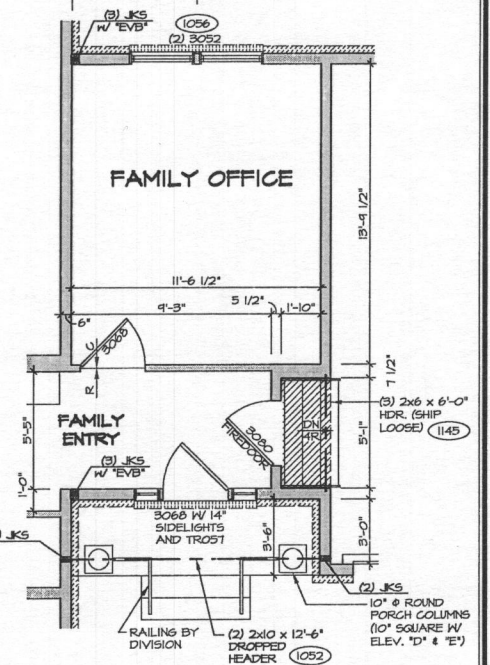 (3) JKS
W/ "EVB"
1056
(2) 3052
FAMILY OFFICE
13'-9 1/2"
11'-6 1/2"
9'-3"
5 1/2"
1'-10"
6"
3068
C
R
7 1/2"
(3) 2x6 x 6'-0"
HDR. (SHIP
LOOSE)
1145
FAMILY
ENTRY
5'-5"
3080
FIREDOOR
DN
4R
5'-1"
(3) JKS
W/ "EVB"
1'-0"
3068 W/ 14"
SIDELIGHTS
AND TR057
3'-6"
3'-0"
JKS
(2) JKS
10" Φ ROUND
PORCH COLUMNS
(10" SQUARE W/
ELEV. "D" & "E")
RAILING BY
DIVISION
(2) 2x10 x 12'-6"
DROPPED
HEADER
1052